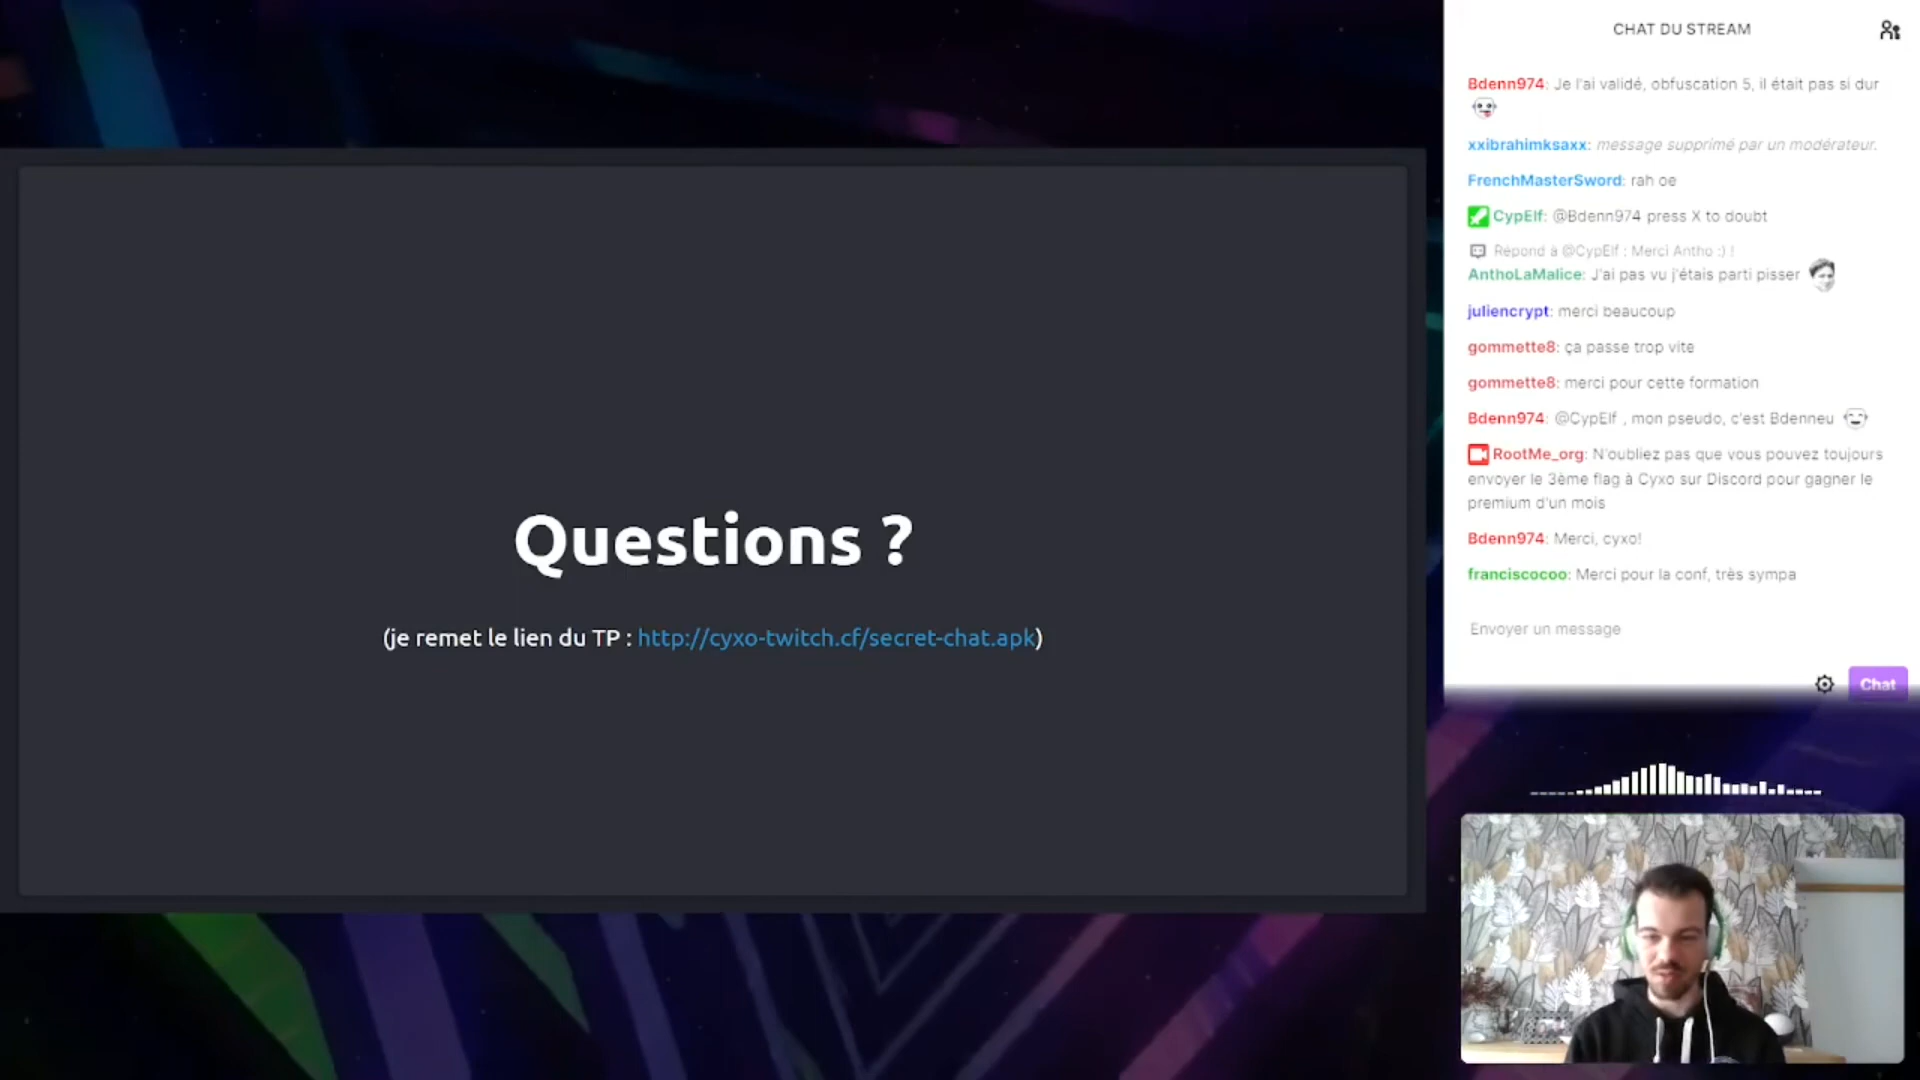 Questions ?
(je remet le lien du TP : http://cyxo-twitch.cf/secret-chat.apk)
CHAT DU STREAM
Bdenn974: Je l'ai validé, obfuscation 5, il était pas si dur
xxibrahimksaxx: message supprimé par un modérateur.
FrenchMasterSword: rah oe
CypElf: @Bdenn974 press X to doubt
Répond à @CypElf : Merci Antho :) !
AnthoLaMalice: J'ai pas vu j'étais parti pisser
juliencrypt: merci beaucoup
gommette8: ça passe trop vite
gommette8: merci pour cette formation
Bdenn974: @CypElf , mon pseudo, c'est Bdenneu
RootMe_org: N'oubliez pas que vous pouvez toujours
envoyer le 3ème flag à Cyxo sur Discord pour gagner le
premium d'un mois
Bdenn974: Merci, cyxo!
franciscocoo: Merci pour la conf, très sympa
Envoyer un message
Chat